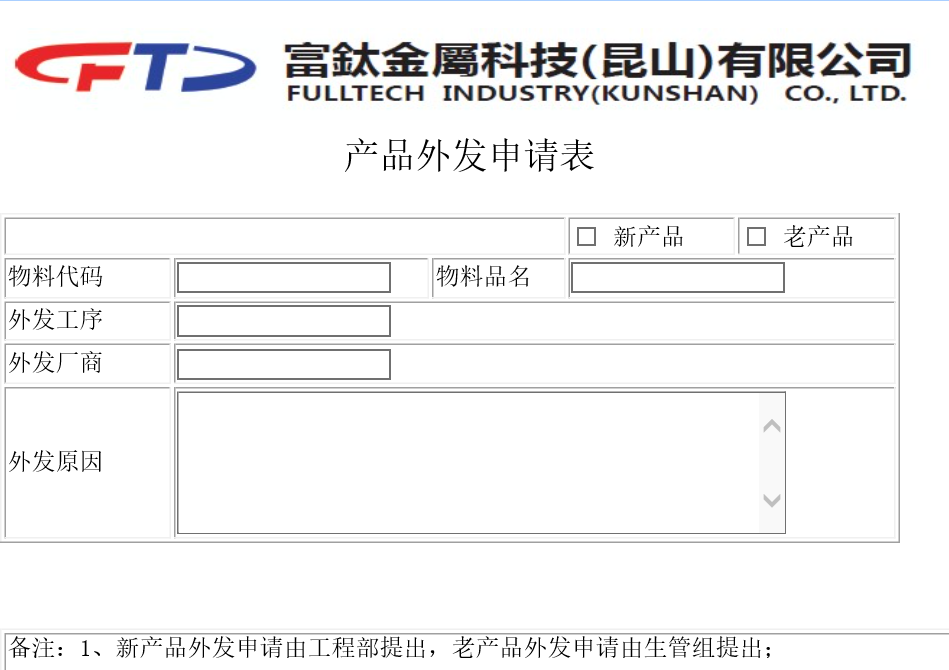 FTD
富鈦金屬科技(昆山)有限公司
FULLTECH INDUSTRY(KUNSHAN) CO., LTD.
产品外发申请表
新产品 老产品
物料代码 物料品名
外发工序
外发厂商
外发原因
备注：1、新产品外发申请由工程部提出，老产品外发申请由生管组提出；